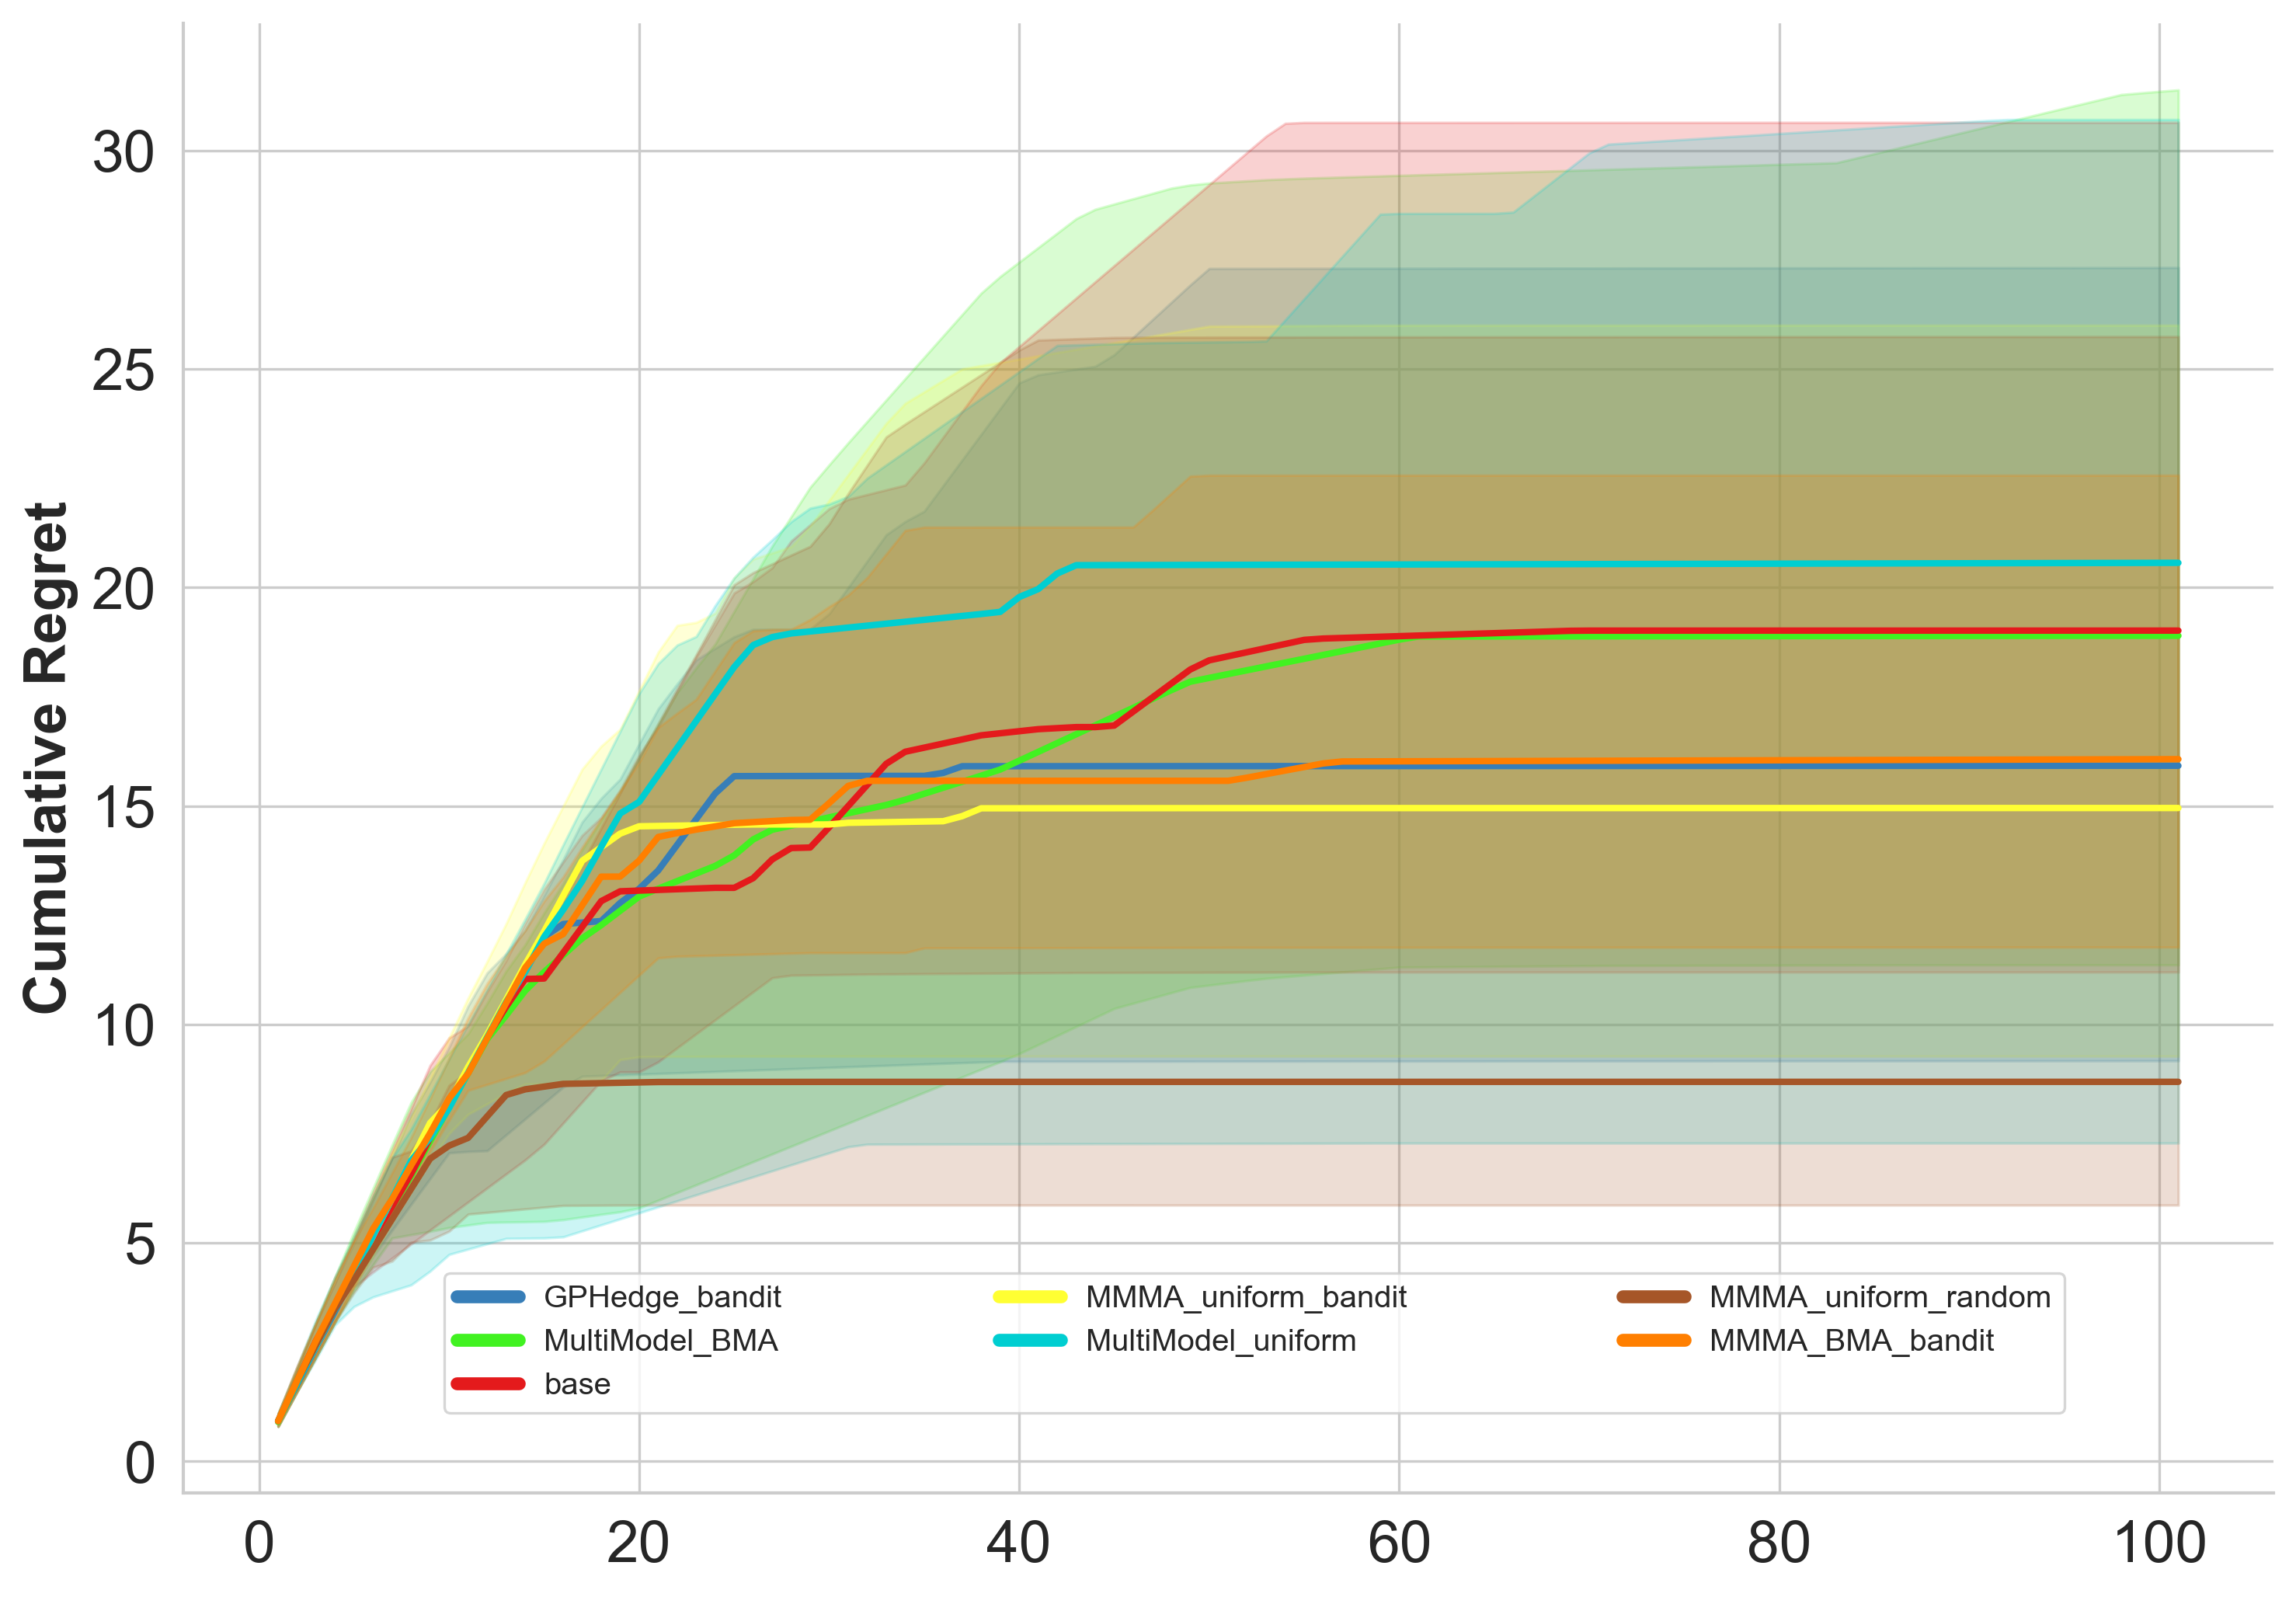 Cumulative Regret
30
25
20
15
10
5
0
0 20 40 60 80 100
GPHedge_bandit MMMA_uniform_bandit MMMA_uniform_random
MultiModel_BMA MultiModel_uniform MMMA_BMA_bandit
base